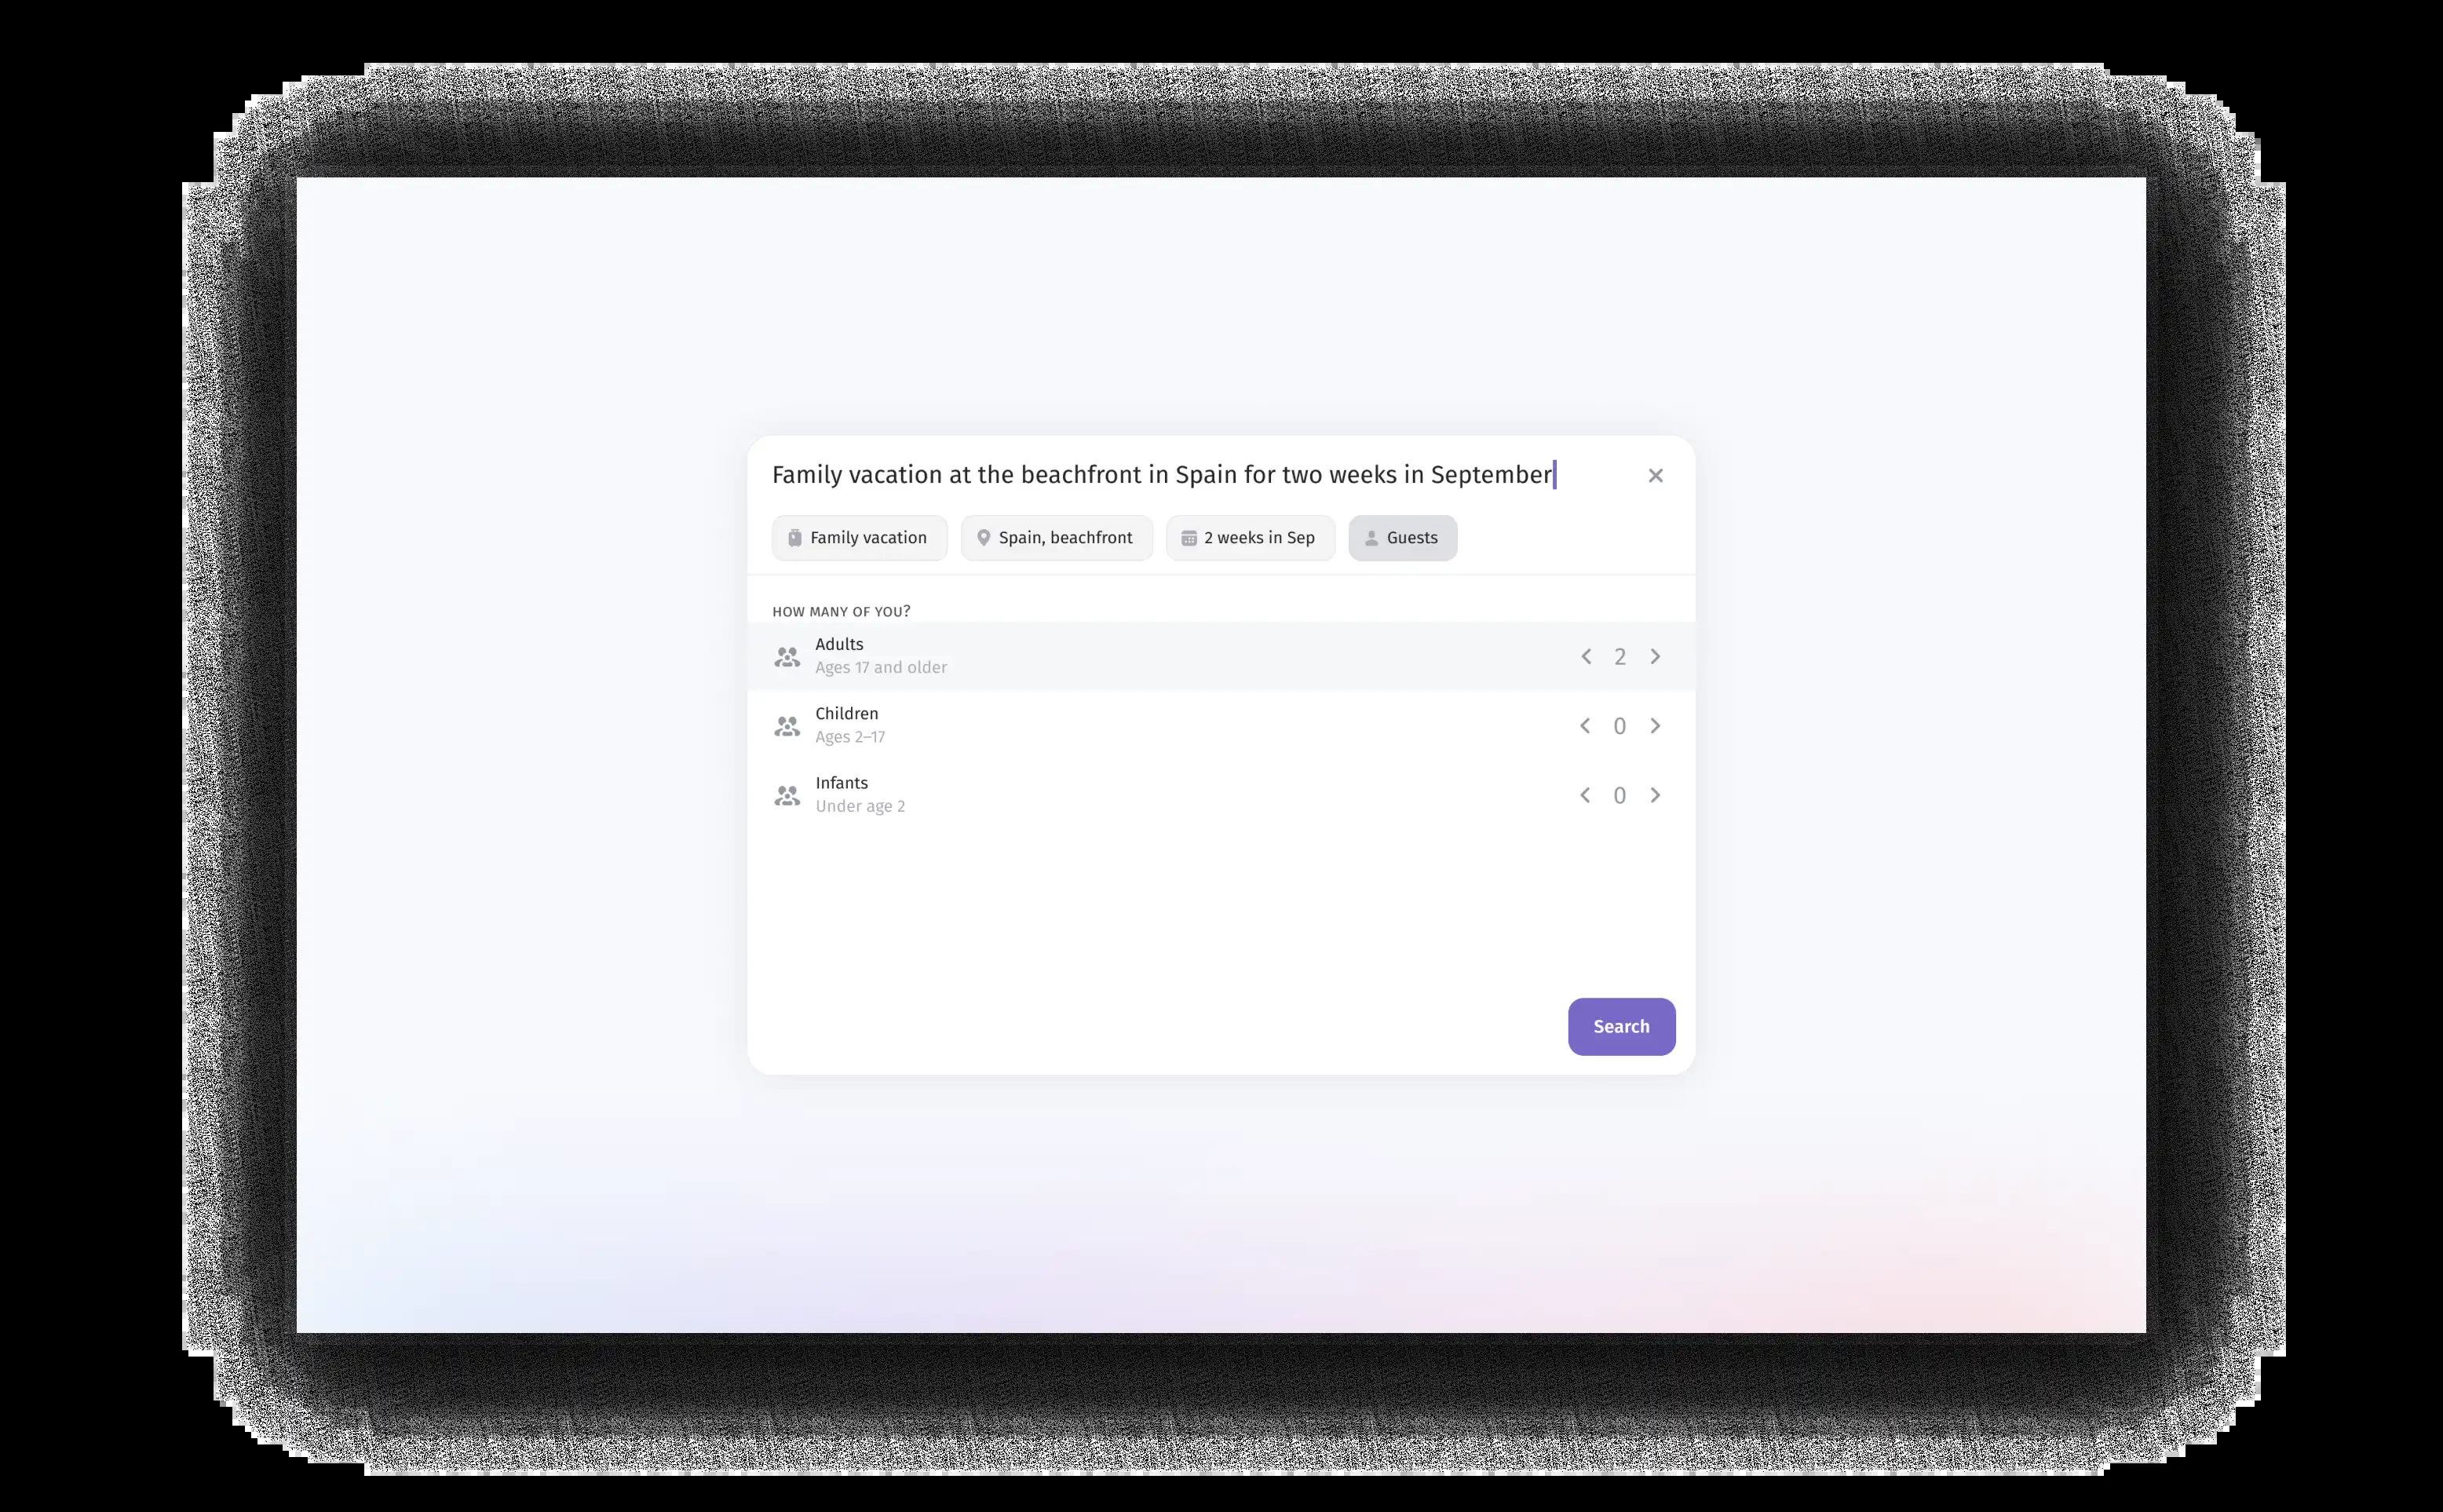 Family vacation at the beachfront in Spain for two weeks in September
Family vacation
Spain, beachfront
2 weeks in Sep
Guests
HOW MANY OF YOU?
Adults
Ages 17 and older
2
Children
Ages 2–17
0
Infants
Under age 2
0
Search